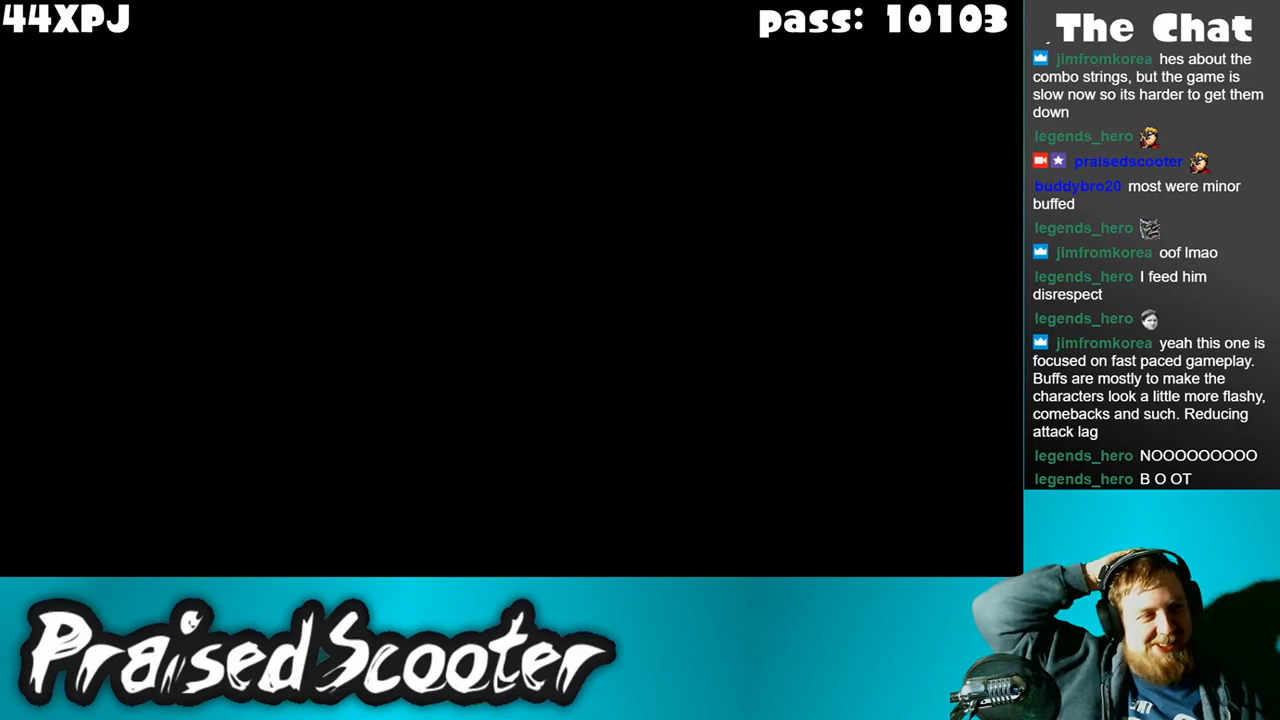 44XPJ
pass: 10103
The Chat
jimfromkorea hes about the
combo strings, but the game is
slow now so its harder to get them
down
legends_hero
praisedscooter
buddybro20 most were minor
buffed
legends_hero
jimfromkorea oof lmao
legends_hero I feed him
disrespect
legends_hero
jimfromkorea yeah this one is
focused on fast paced gameplay.
Buffs are mostly to make the
characters look a little more flashy,
comebacks and such. Reducing
attack lag
legends_hero NOOOOOOOOO
legends_hero B O OT
PraisedScooter